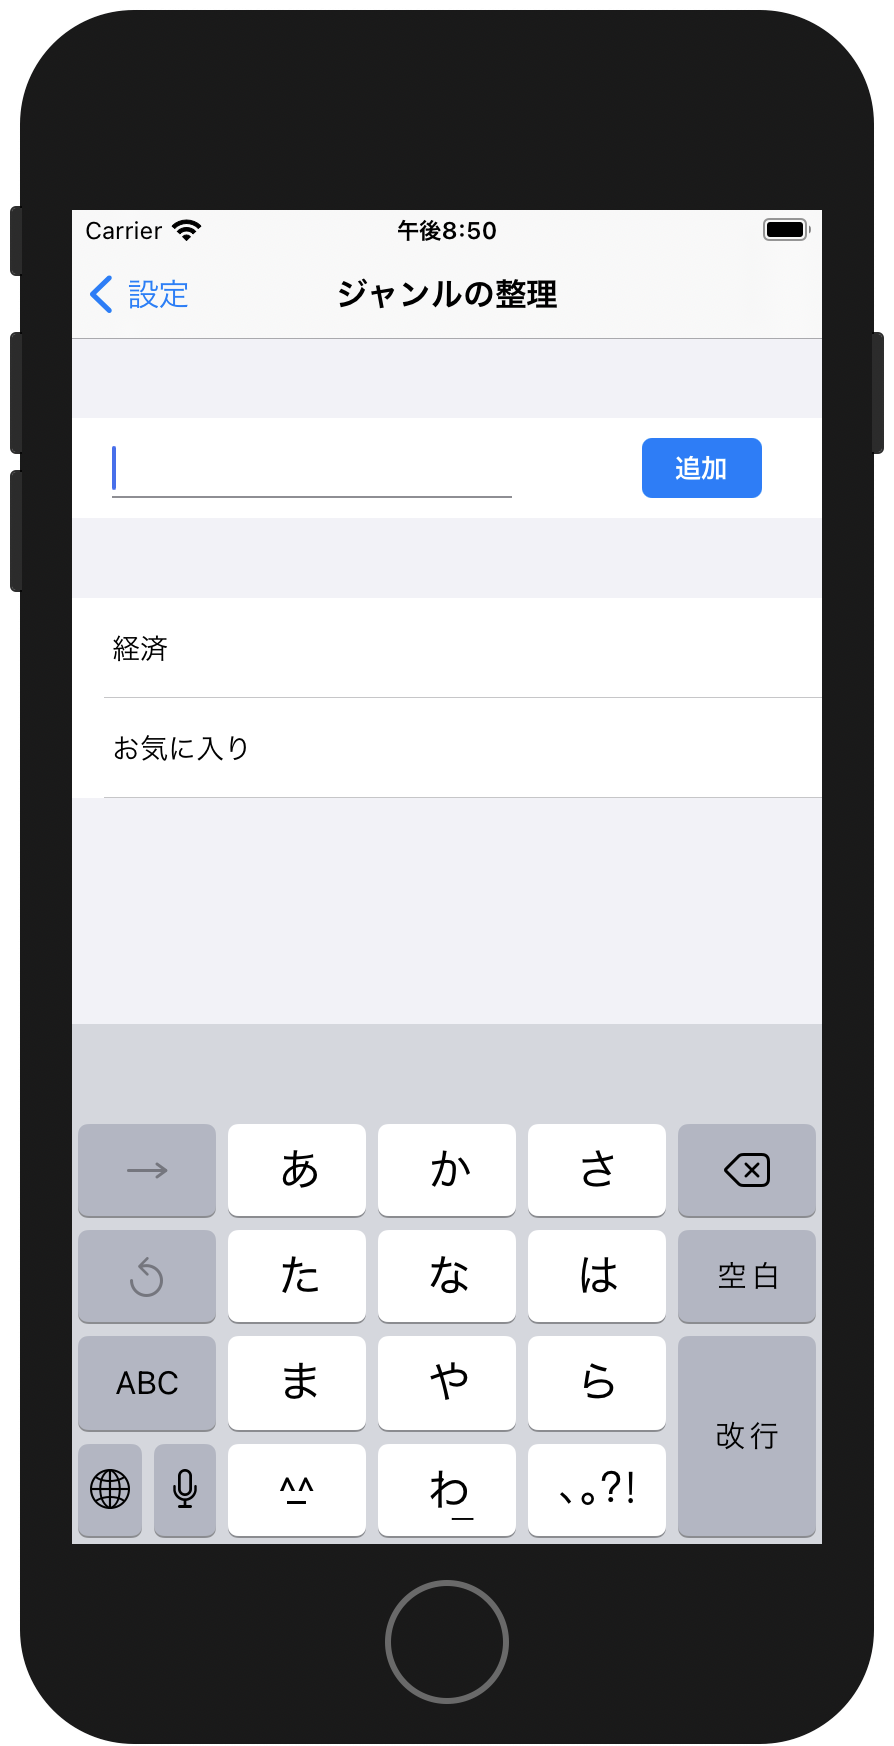 Carrier 午後8:50
設定 ジャンルの整理
追加
経済
お気に入り
→ あ か さ
た な は 空白
ABC ま や ら
改行
^^ わ_ 、。?!